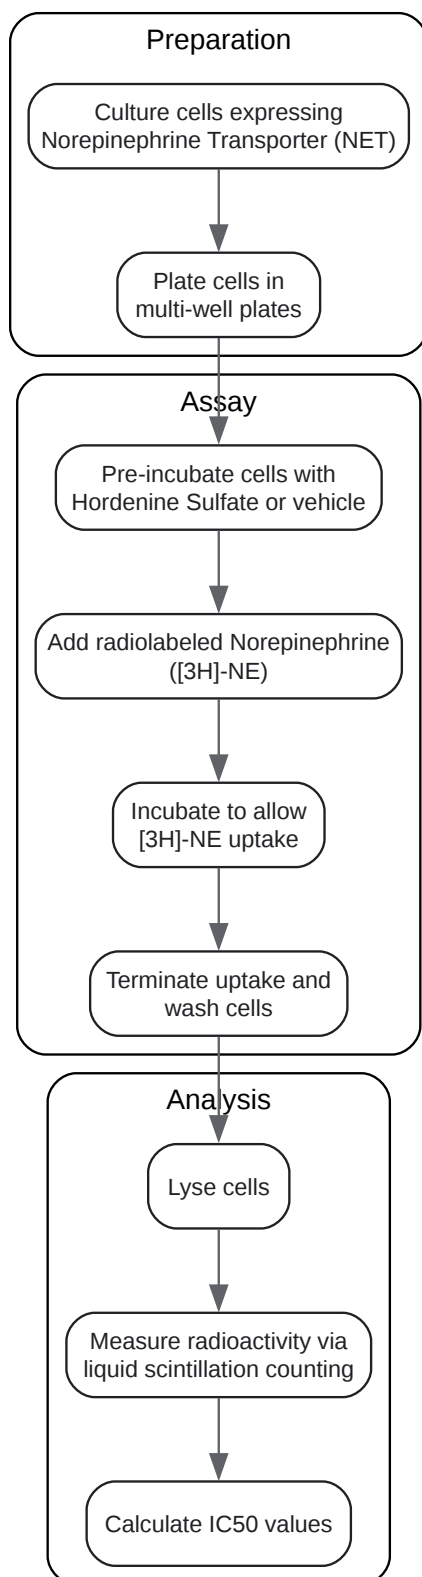 Preparation
Culture cells expressing
Norepinephrine Transporter (NET)
Plate cells in
multi-well plates
Assay
Pre-incubate cells with
Hordenine Sulfate or vehicle
Add radiolabeled Norepinephrine
([3H]-NE)
Incubate to allow
[3H]-NE uptake
Terminate uptake and
wash cells
Analysis
Lyse cells
Measure radioactivity via
liquid scintillation counting
Calculate IC50 values